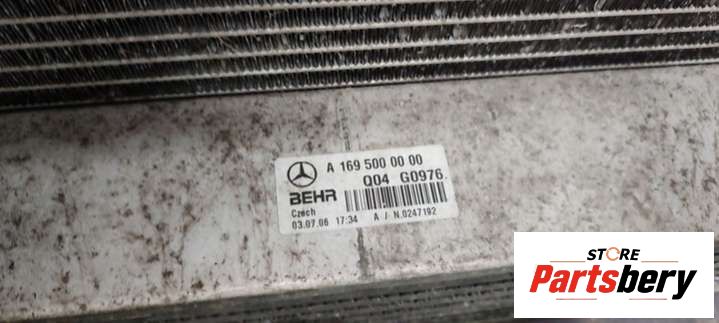 A 169 500 00 00
Q04 G0976
BEHR
Czech
03.07.06 17:34 A / N.0247192
STORE
Partsbery